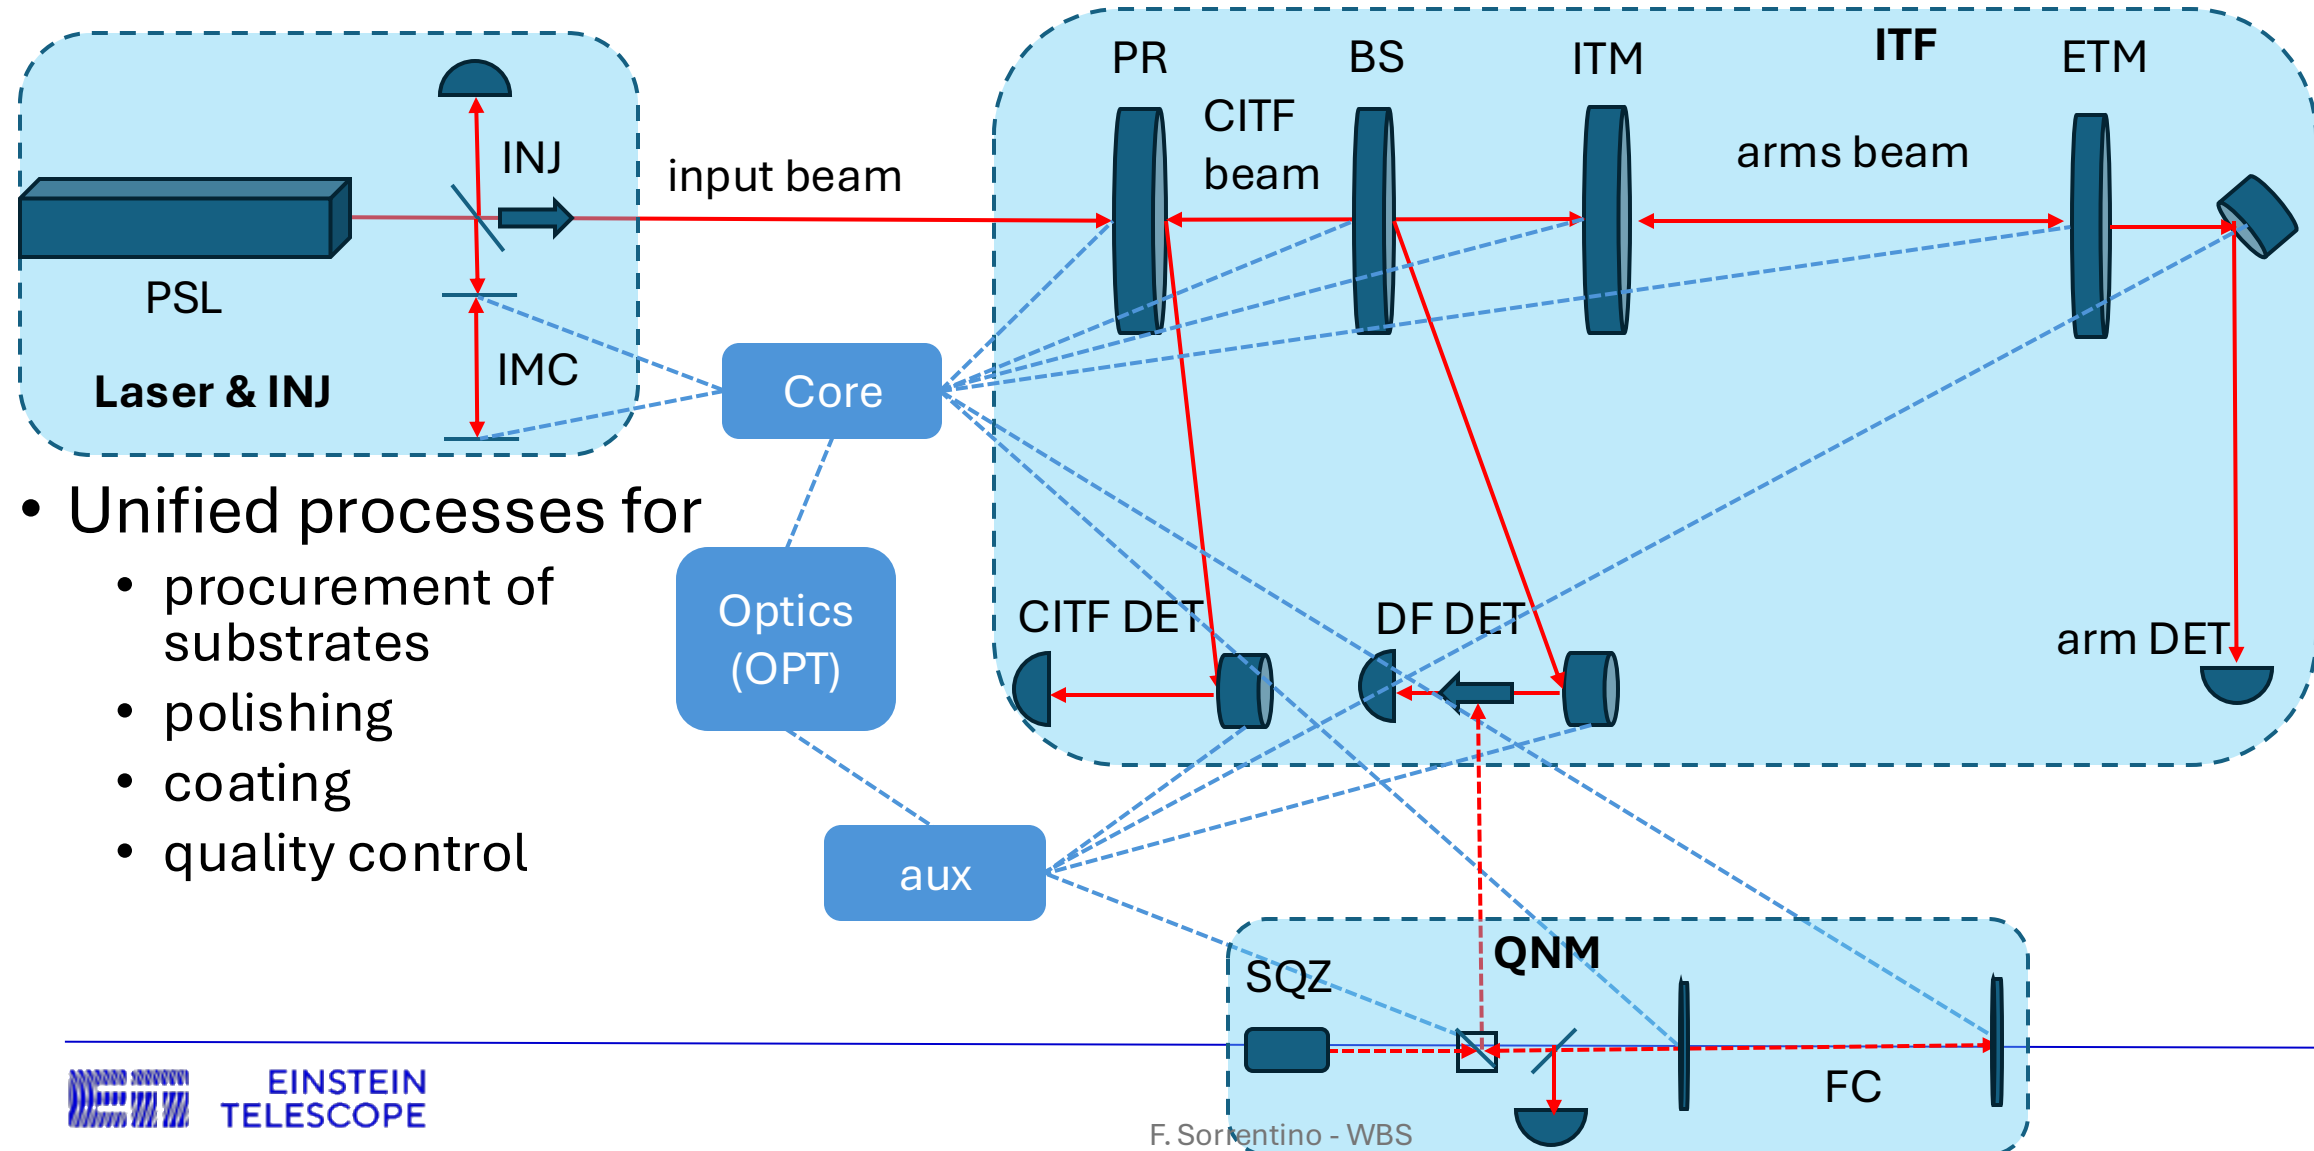 PR
BS
ITM
ITF
ETM
CITF
beam
arms beam
INJ
input beam
PSL
IMC
Laser & INJ
Core
• Unified processes for
• procurement of
substrates
• polishing
• coating
• quality control
Optics
(OPT)
CITF DET
DF DET
arm DET
aux
QNM
SQZ
FC
EINSTEIN
TELESCOPE
F. Sorrentino - WBS